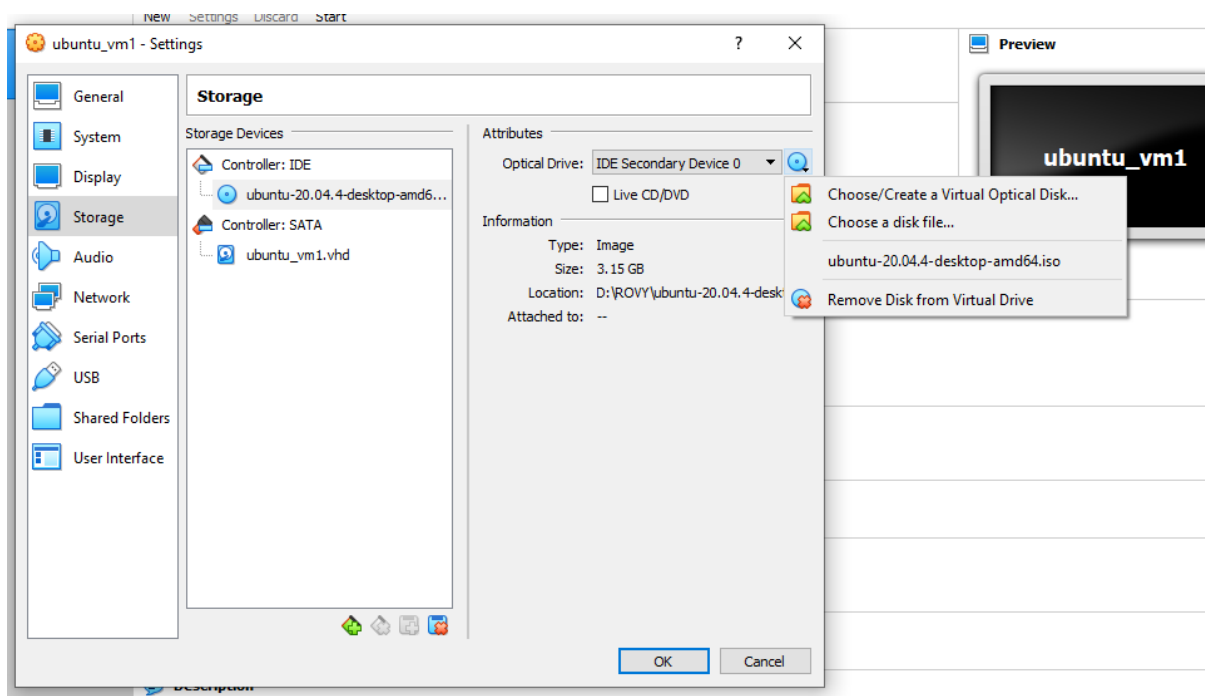 New Settings Discard Start
ubuntu_vm1 - Settings ?
General
System
Display
Storage
Audio
Network
Serial Ports
USB
Shared Folders
User Interface
Storage
Storage Devices
Controller: IDE
ubuntu-20.04.4-desktop-amd6...
Controller: SATA
ubuntu_vm1.vhd
Attributes
Optical Drive: IDE Secondary Device 0
Live CD/DVD
Information
Type: Image
Size: 3.15 GB
Location: D:\ROVY\ubuntu-20.04.4-desk
Attached to: --
Choose/Create a Virtual Optical Disk...
Choose a disk file...
ubuntu-20.04.4-desktop-amd64.iso
Remove Disk from Virtual Drive
OK
Cancel
Preview
ubuntu_vm1
Description